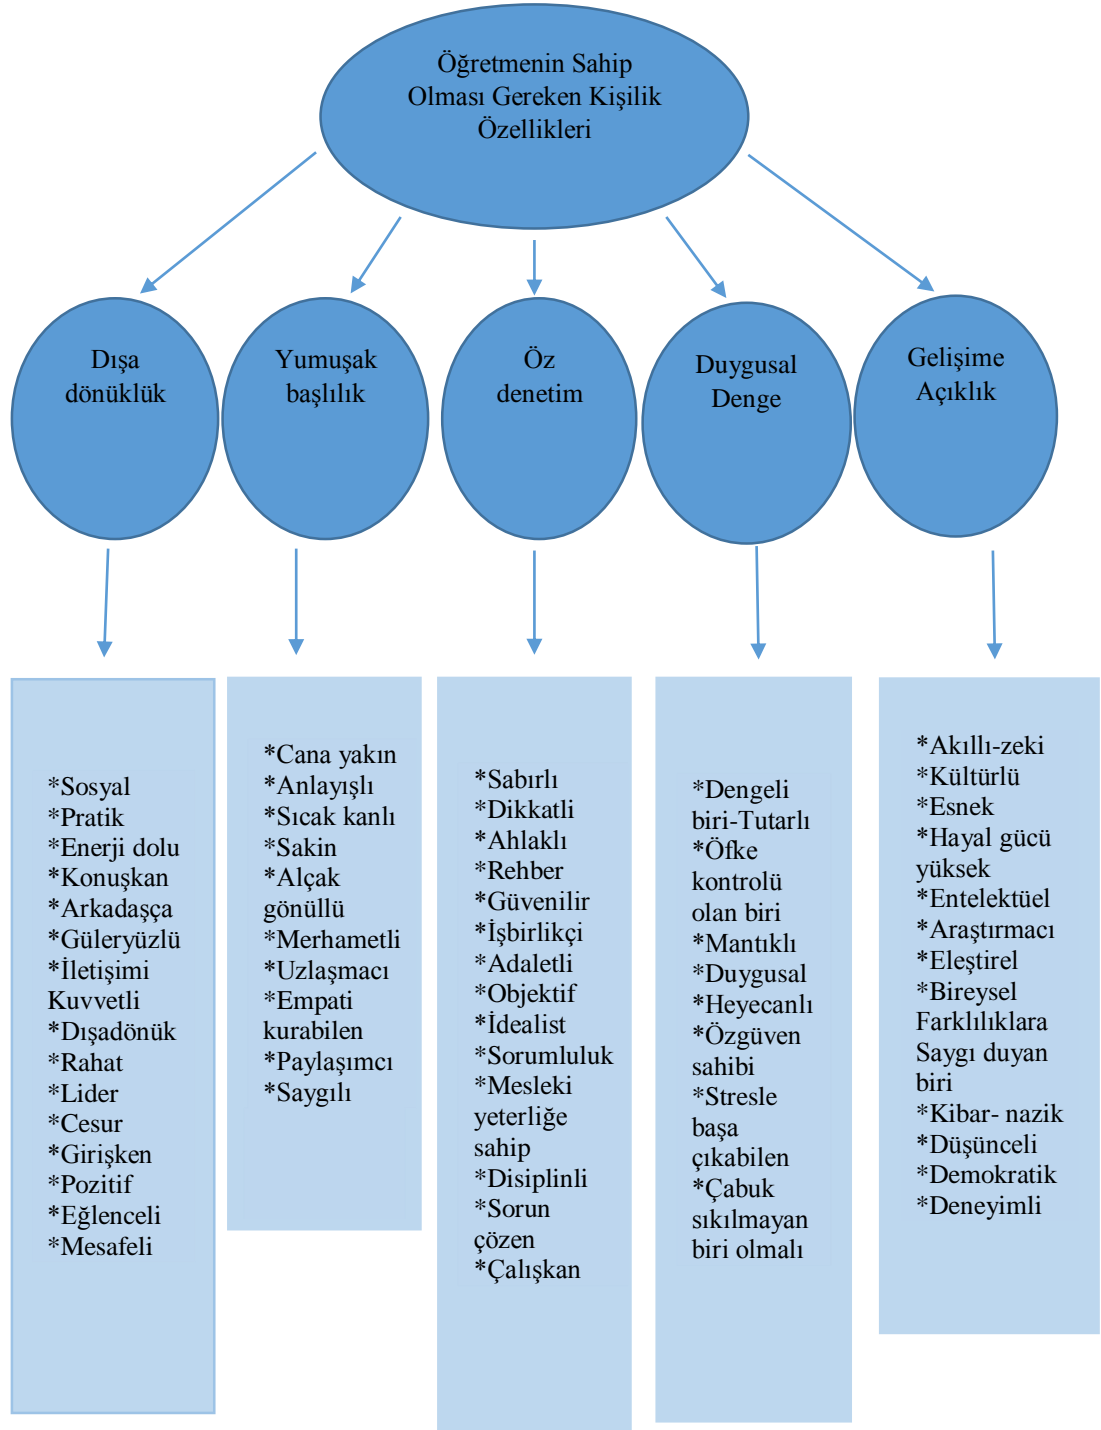 Öğretmenin Sahip
Olması Gereken Kişilik
Özellikleri
Dışa
dönüklük
Yumuşak
başlılık
Öz
denetim
Duygusal
Denge
Gelişime
Açıklık
*Sosyal
*Pratik
*Enerji dolu
*Konuşkan
*Arkadaşça
*Güleryüzlü
*İletişimi
Kuvvetli
*Dışadönük
*Rahat
*Lider
*Cesur
*Girişken
*Pozitif
*Eğlenceli
*Mesafeli
*Cana yakın
*Anlayışlı
*Sıcak kanlı
*Sakin
*Alçak
gönüllü
*Merhametli
*Uzlaşmacı
*Empati
kurabilen
*Paylaşımcı
*Saygılı
*Sabırlı
*Dikkatli
*Ahlaklı
*Rehber
*Güvenilir
*İşbirlikçi
*Adaletli
*Objektif
*İdealist
*Sorumluluk
*Mesleki
yeterliğe
sahip
*Disiplinli
*Sorun
çözen
*Çalışkan
*Dengeli
biri-Tutarlı
*Öfke
kontrolü
olan biri
*Mantıklı
*Duygusal
*Heyecanlı
*Özgüven
sahibi
*Stresle
başa
çıkabilen
*Çabuk
sıkılmayan
biri olmalı
*Akıllı-zeki
*Kültürlü
*Esnek
*Hayal gücü
yüksek
*Entelektüel
*Araştırmacı
*Eleştirel
*Bireysel
Farklılıklara
Saygı duyan
biri
*Kibar- nazik
*Düşünceli
*Demokratik
*Deneyimli